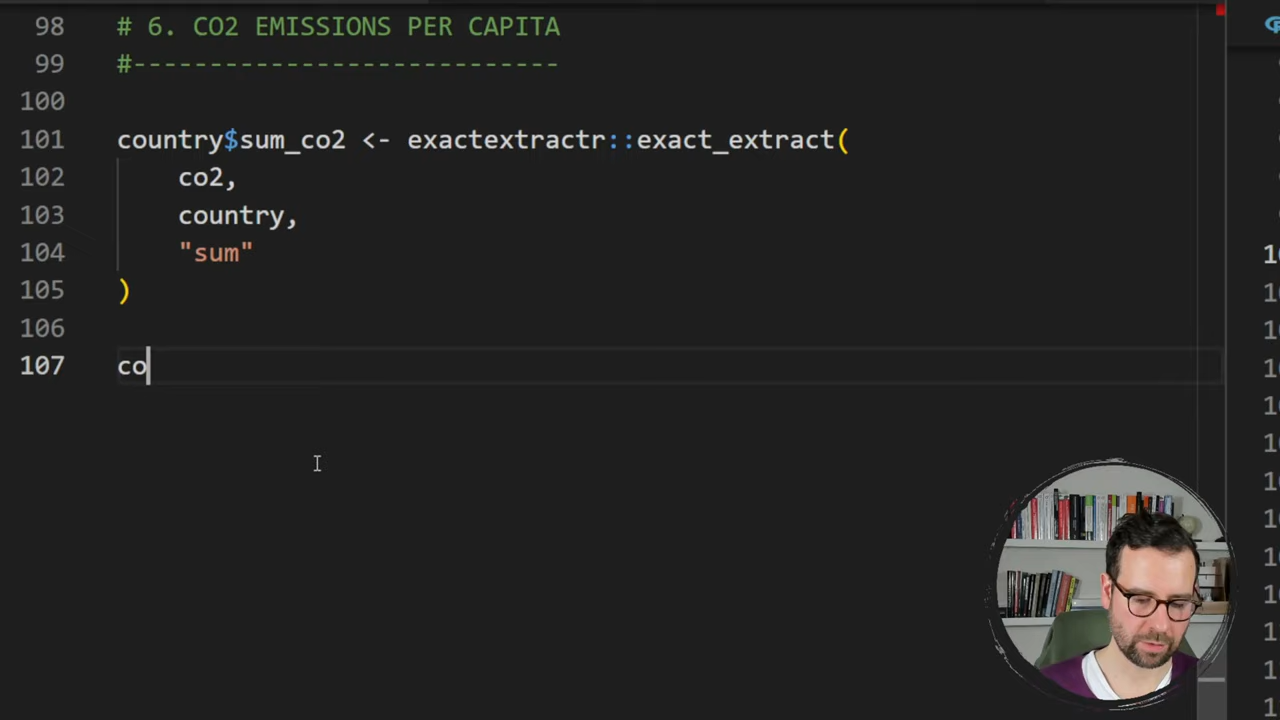 98 # 6. CO2 EMISSIONS PER CAPITA
99 #----------------------------
100
101 country$sum_co2 <- exactextractr::exact_extract(
102     co2,
103     country,
104     "sum"
105 )
106
107 co